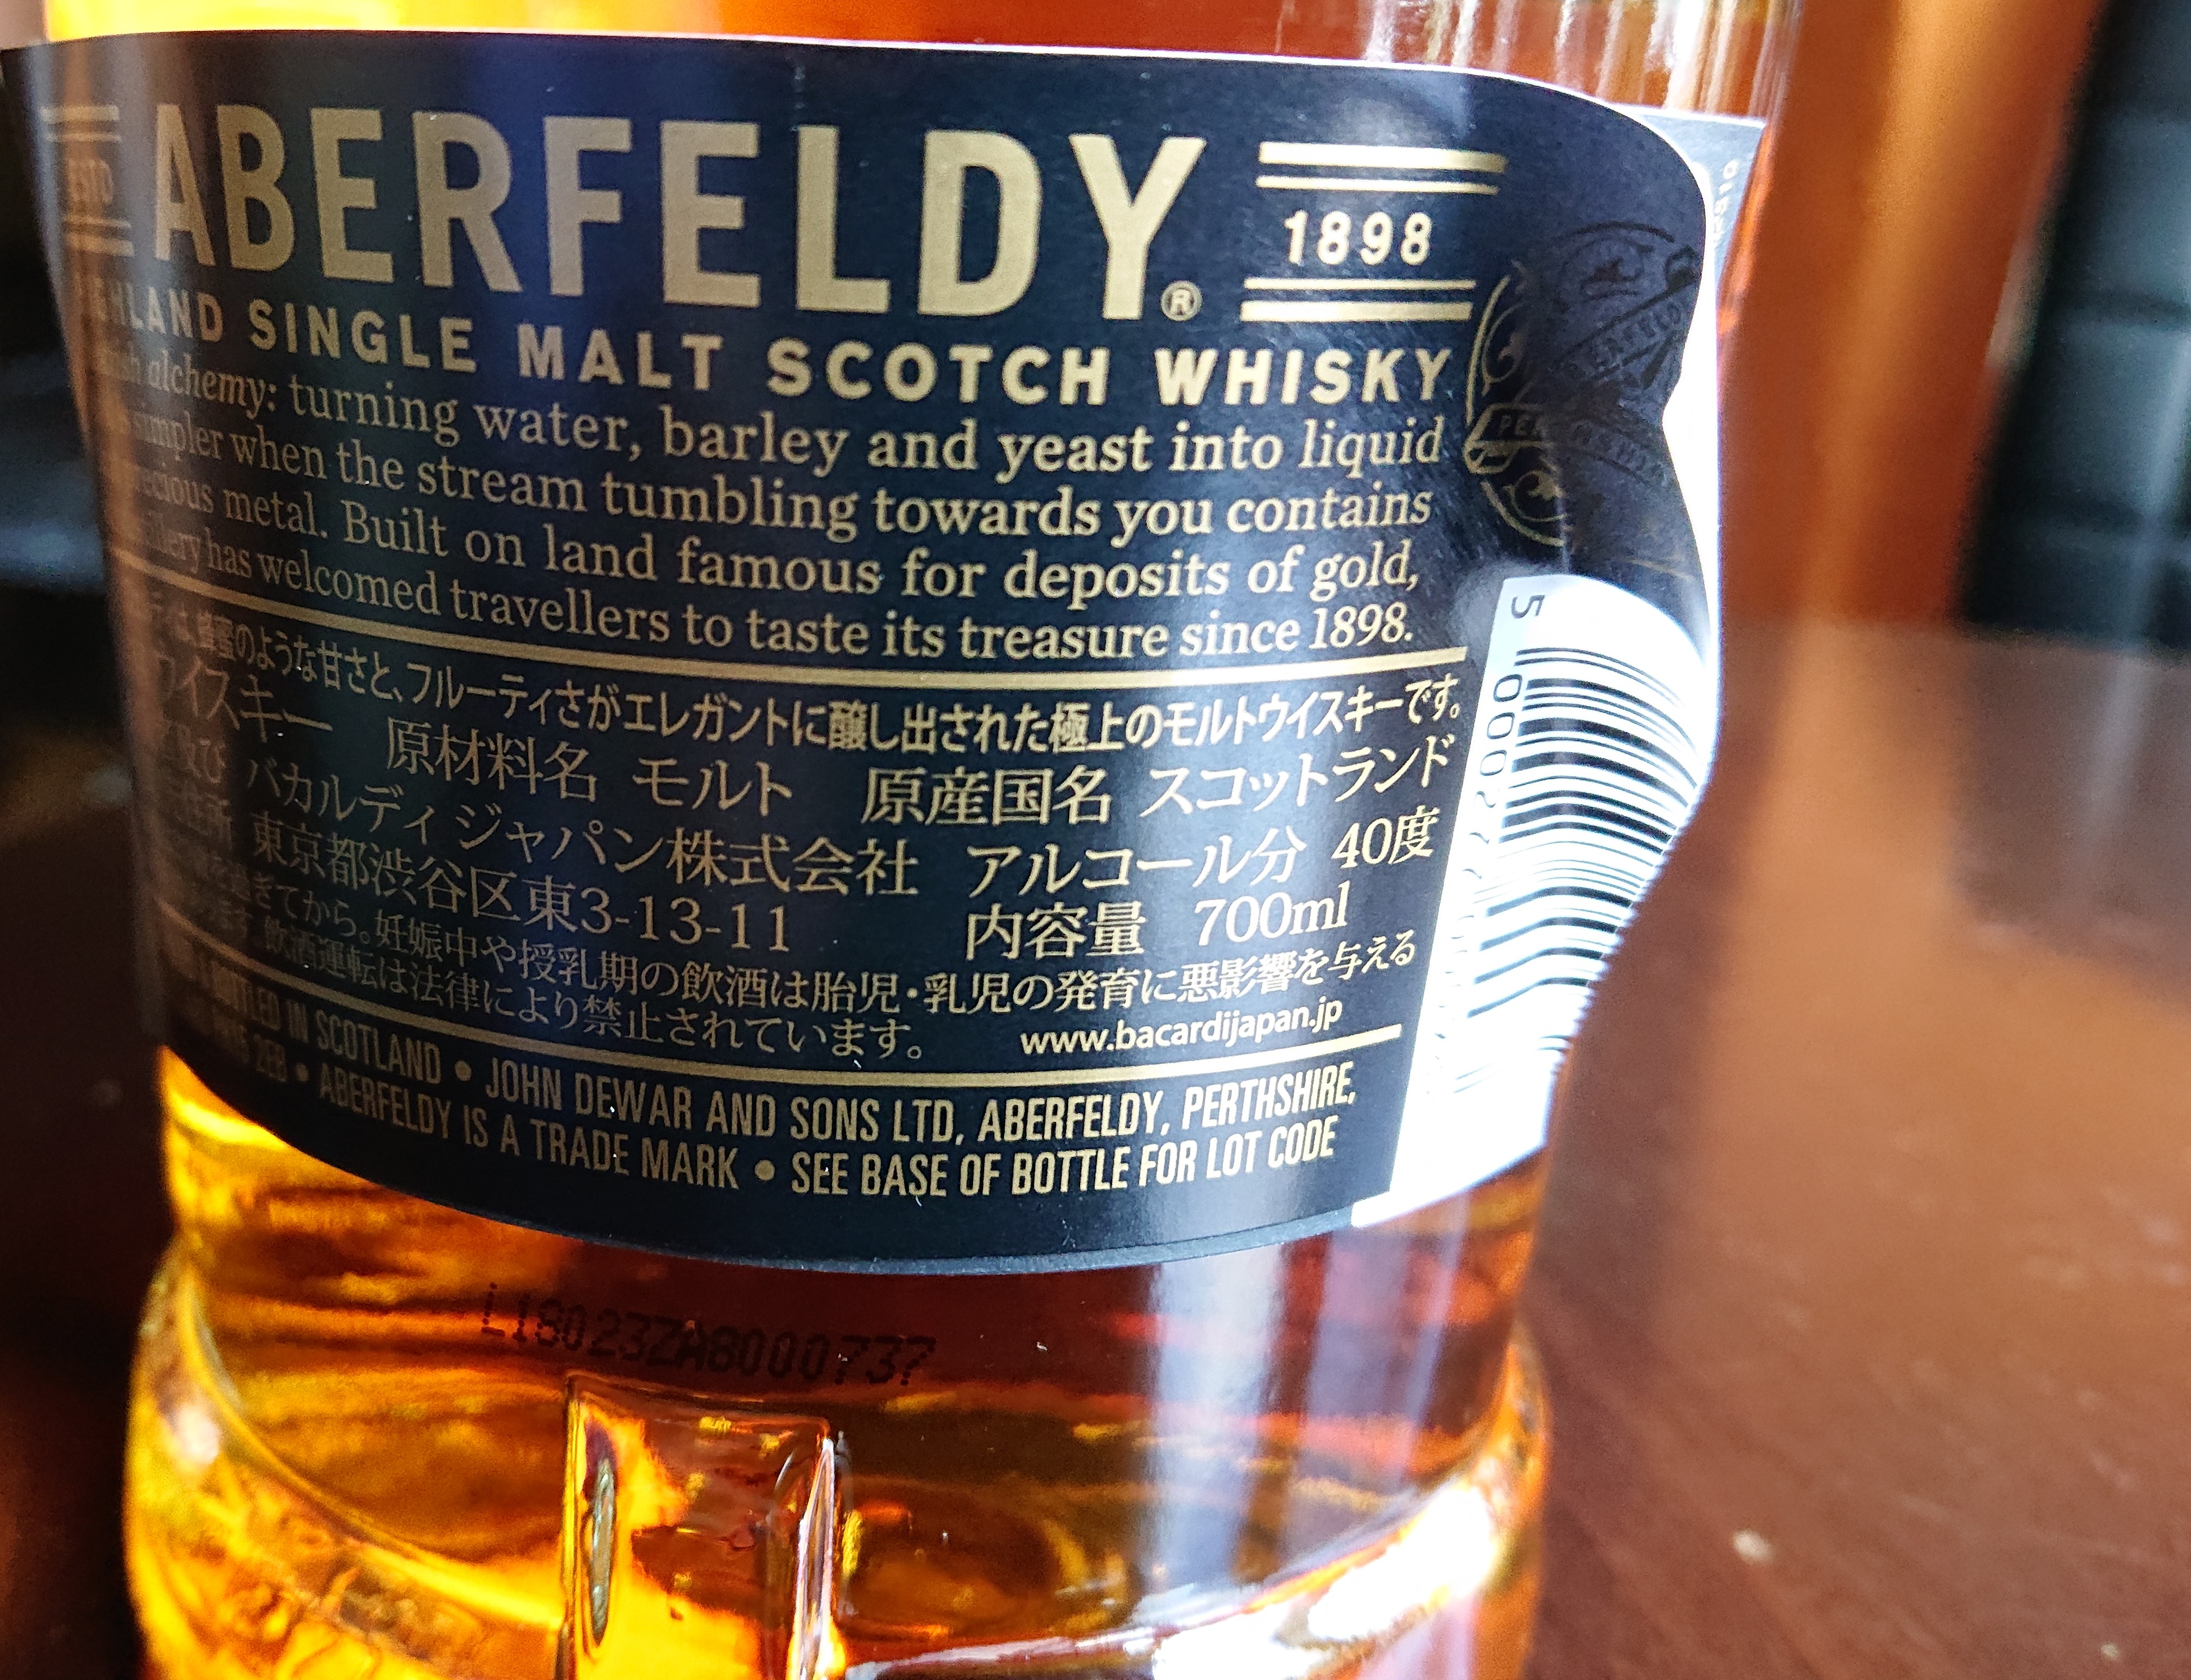 ESTD
ABERFELDY®
1898
HIGHLAND SINGLE MALT SCOTCH WHISKY
alchemy: turning water, barley and yeast into liquid
simpler when the stream tumbling towards you contains
precious metal. Built on land famous for deposits of gold,
has welcomed travellers to taste its treasure since 1898.
蜂蜜のような甘さと、フルーティさがエレガントに醸し出された極上のモルトウイスキーです。
ウイスキー 原材料名 モルト 原産国名 スコットランド
及び バカルディ ジャパン株式会社 アルコール分 40度
住所 東京都渋谷区東3-13-11 内容量 700ml
を過ぎてから。妊娠中や授乳期の飲酒は胎児・乳児の発育に悪影響を与える
飲酒運転は法律により禁止されています。 www.bacardijapan.jp
BOTTLED IN SCOTLAND • JOHN DEWAR AND SONS LTD, ABERFELDY, PERTHSHIRE,
2EB • ABERFELDY IS A TRADE MARK • SEE BASE OF BOTTLE FOR LOT CODE
L18023ZA8000737